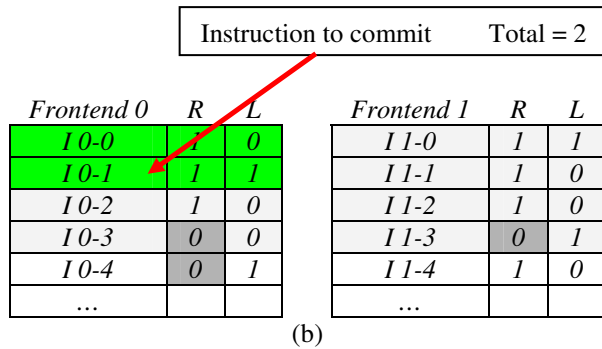 Instruction to commit Total = 2
Frontend 0 R L Frontend 1 R L
I 0-0 1 0 I 1-0 1 1
I 0-1 1 1 I 1-1 1 0
I 0-2 1 0 I 1-2 1 0
I 0-3 0 0 I 1-3 0 1
I 0-4 0 1 I 1-4 1 0
... ...
(b)